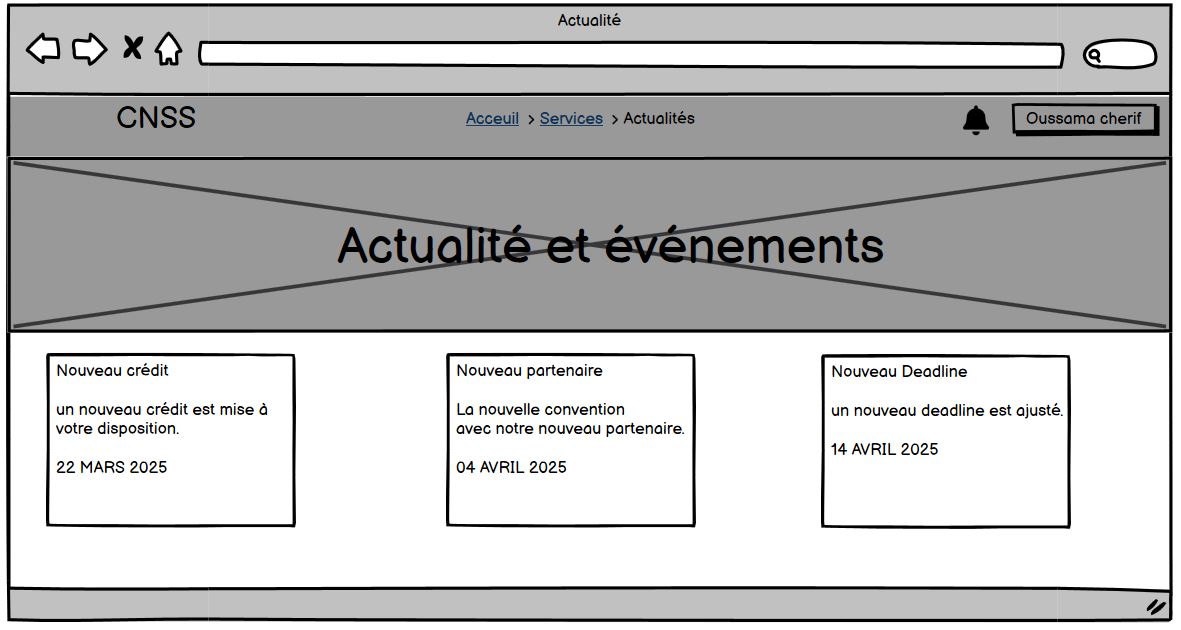 Actualité
CNSS
Acceuil > Services > Actualités
Oussama cherif
Actualité et événements
Nouveau crédit
un nouveau crédit est mise à
votre disposition.
22 MARS 2025
Nouveau partenaire
La nouvelle convention
avec notre nouveau partenaire.
04 AVRIL 2025
Nouveau Deadline
un nouveau deadline est ajusté.
14 AVRIL 2025